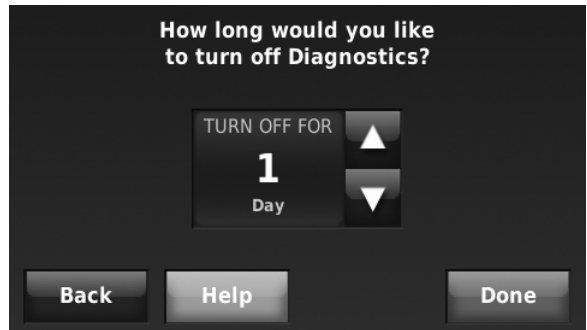 How long would you like
to turn off Diagnostics?
TURN OFF FOR
1
Day
Back
Help
Done